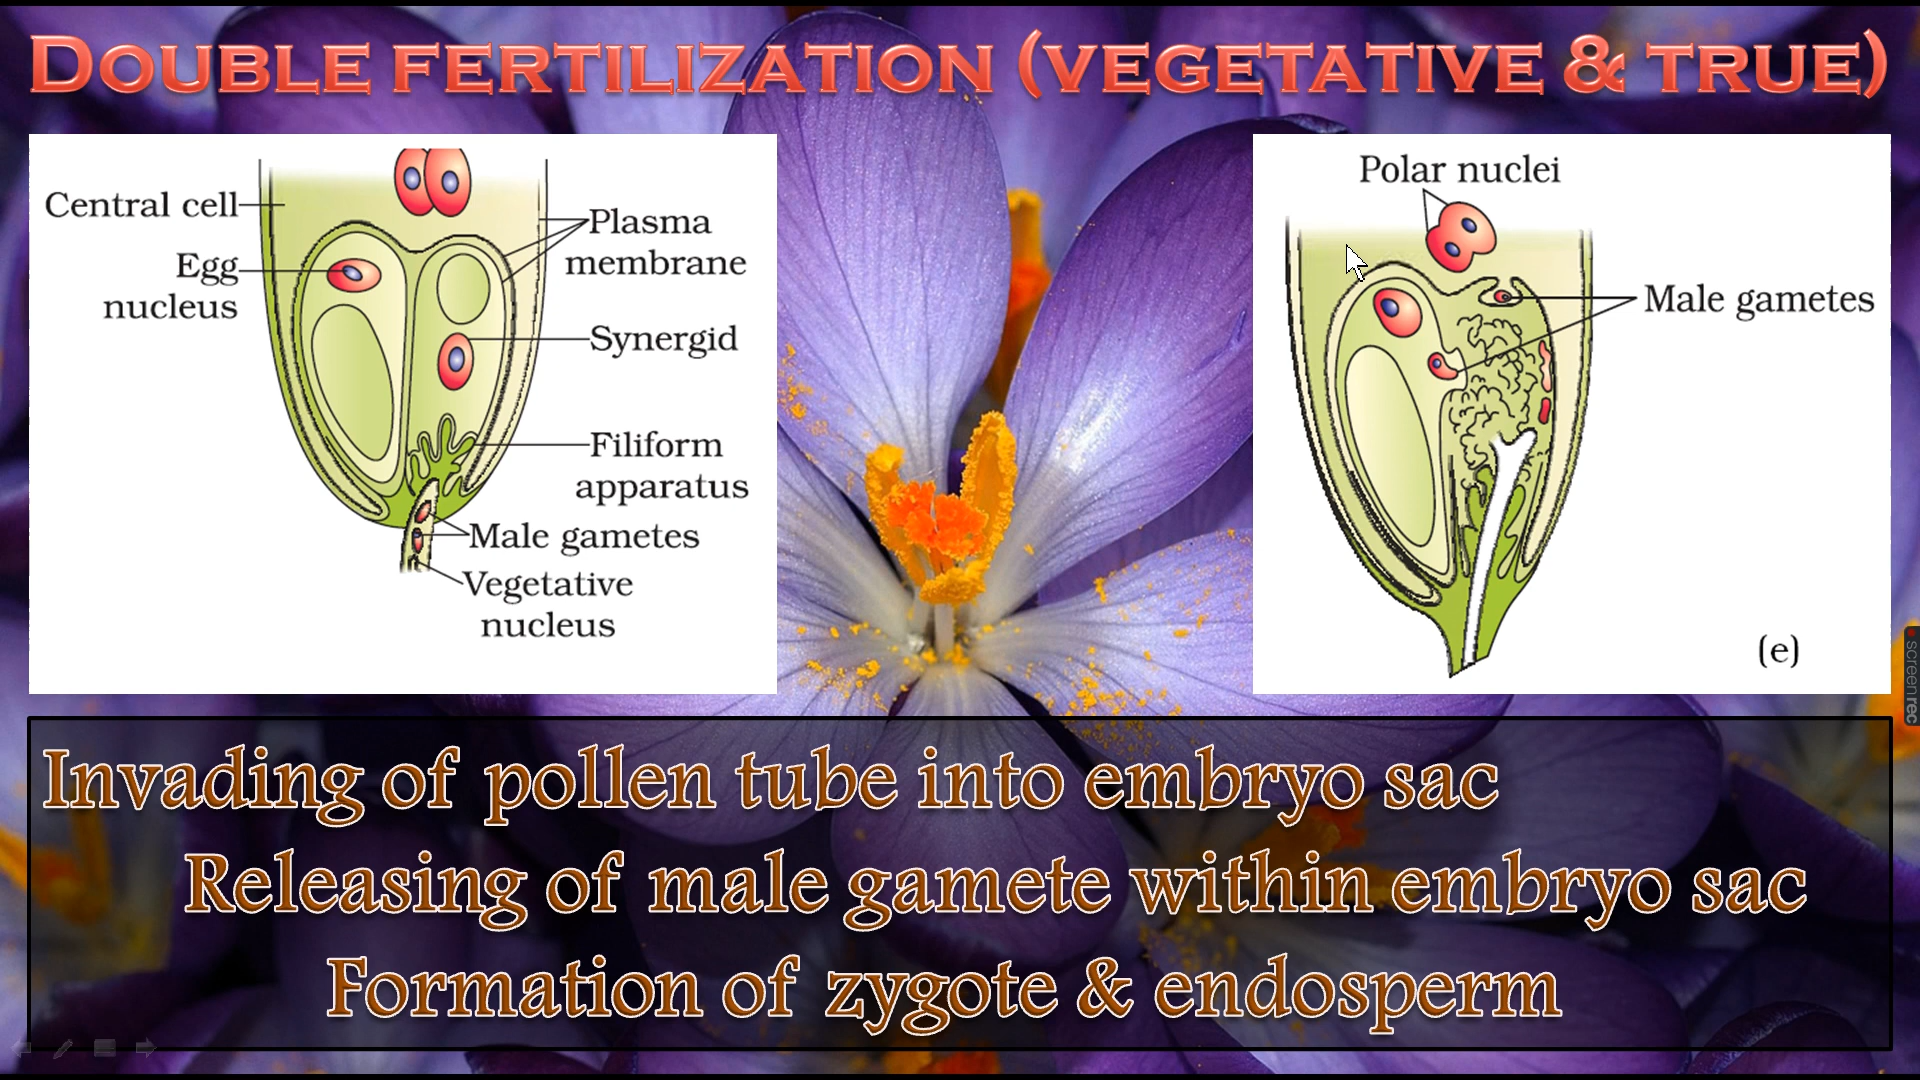 DOUBLE FERTILIZATION (VEGETATIVE & TRUE)
Central cell
Egg
nucleus
Plasma
membrane
Synergid
Filiform
apparatus
Male gametes
Vegetative
nucleus
Polar nuclei
Male gametes
(e)
screenrec
Invading of pollen tube into embryo sac
Releasing of male gamete within embryo sac
Formation of zygote & endosperm